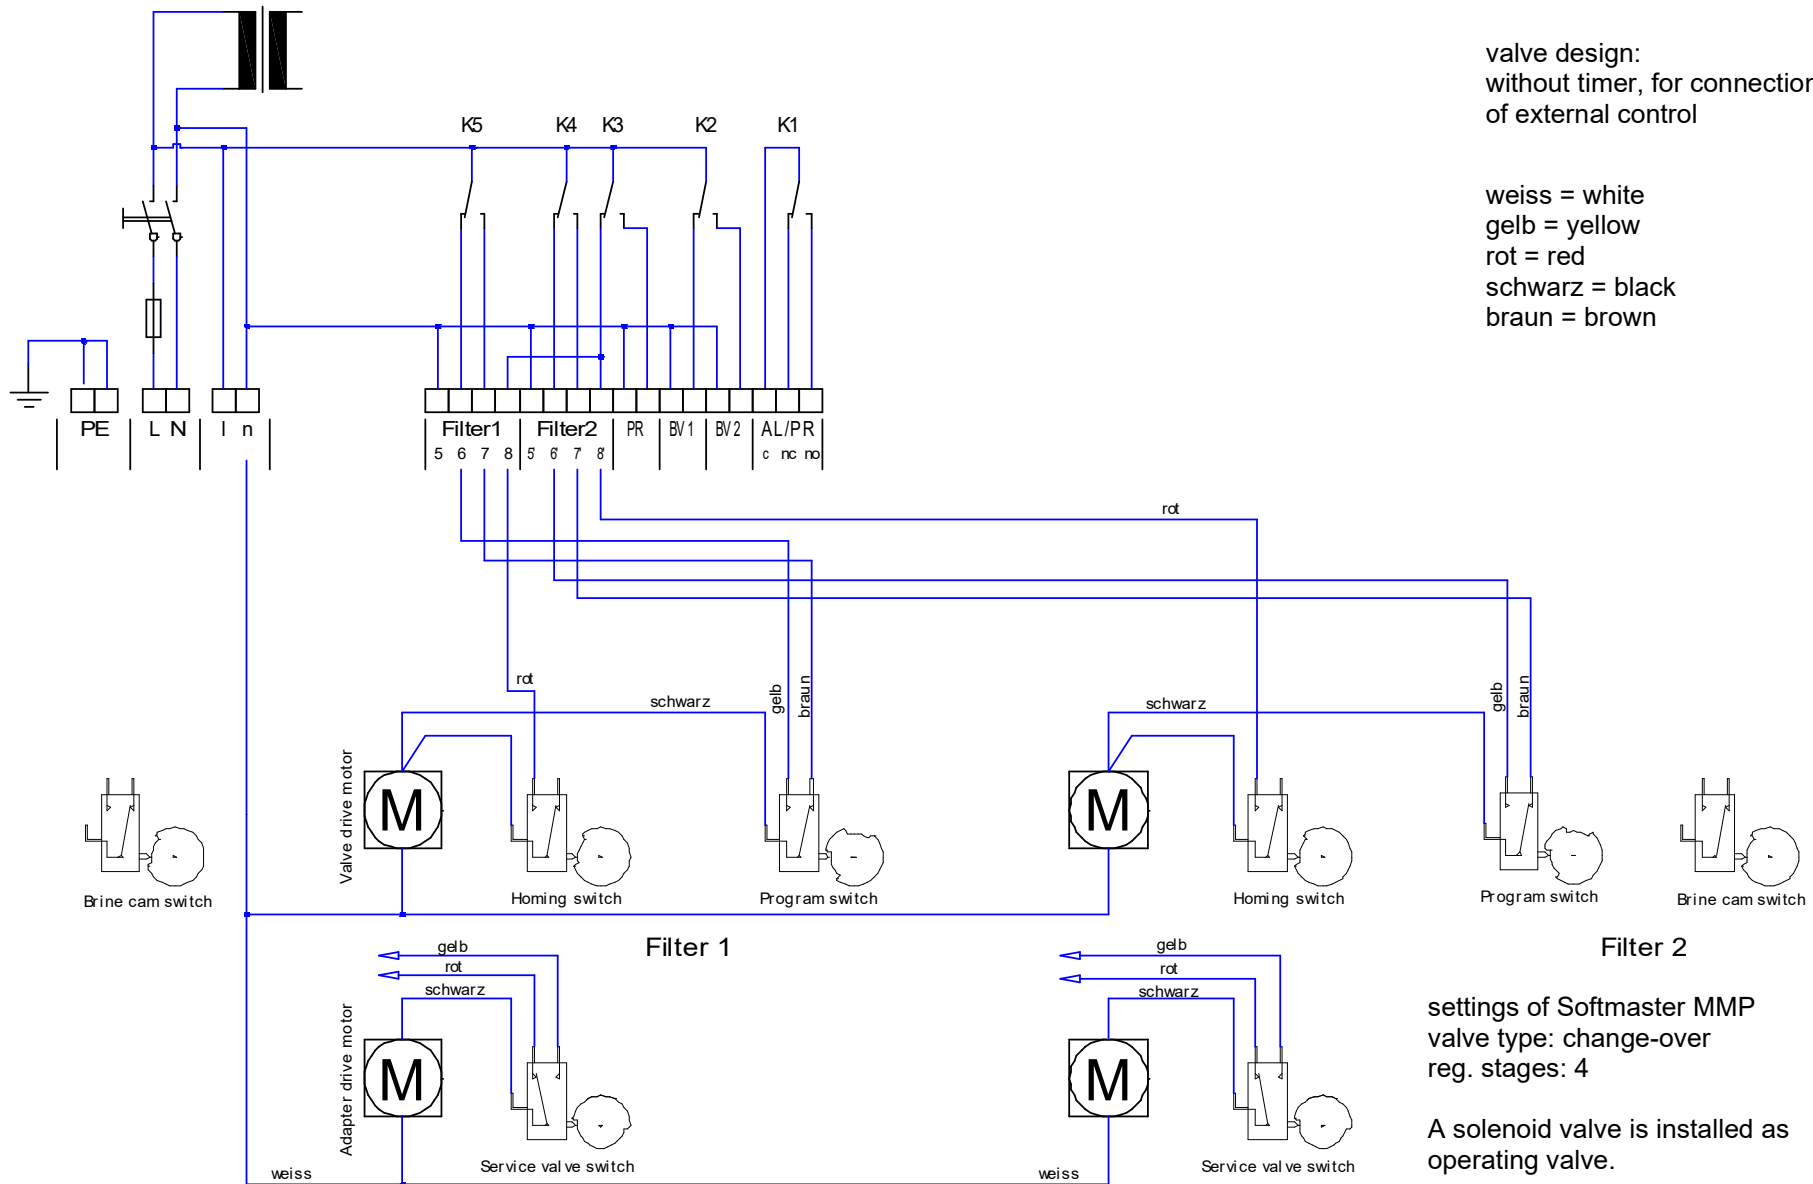 valve design:
without timer, for connection
of external control
K5 K4 K3 K2 K1
weiss = white
gelb = yellow
rot = red
schwarz = black
braun = brown
PE L N l n Filter1 Filter2 PR BV 1 BV 2 AL/PR
5 6 7 8 5' 6' 7' 8' c nc no
rot
rot
schwarz
gelb
braun
schwarz
gelb
braun
Valve drive motor
M
M
Brine cam switch
Homing switch
Program switch
Homing switch
Program switch
Brine cam switch
Filter 1
Filter 2
gelb
rot
schwarz
gelb
rot
schwarz
Adapter drive motor
M
M
Service valve switch
Service valve switch
weiss
weiss
settings of Softmaster MMP
valve type: change-over
reg. stages: 4
A solenoid valve is installed as
operating valve.